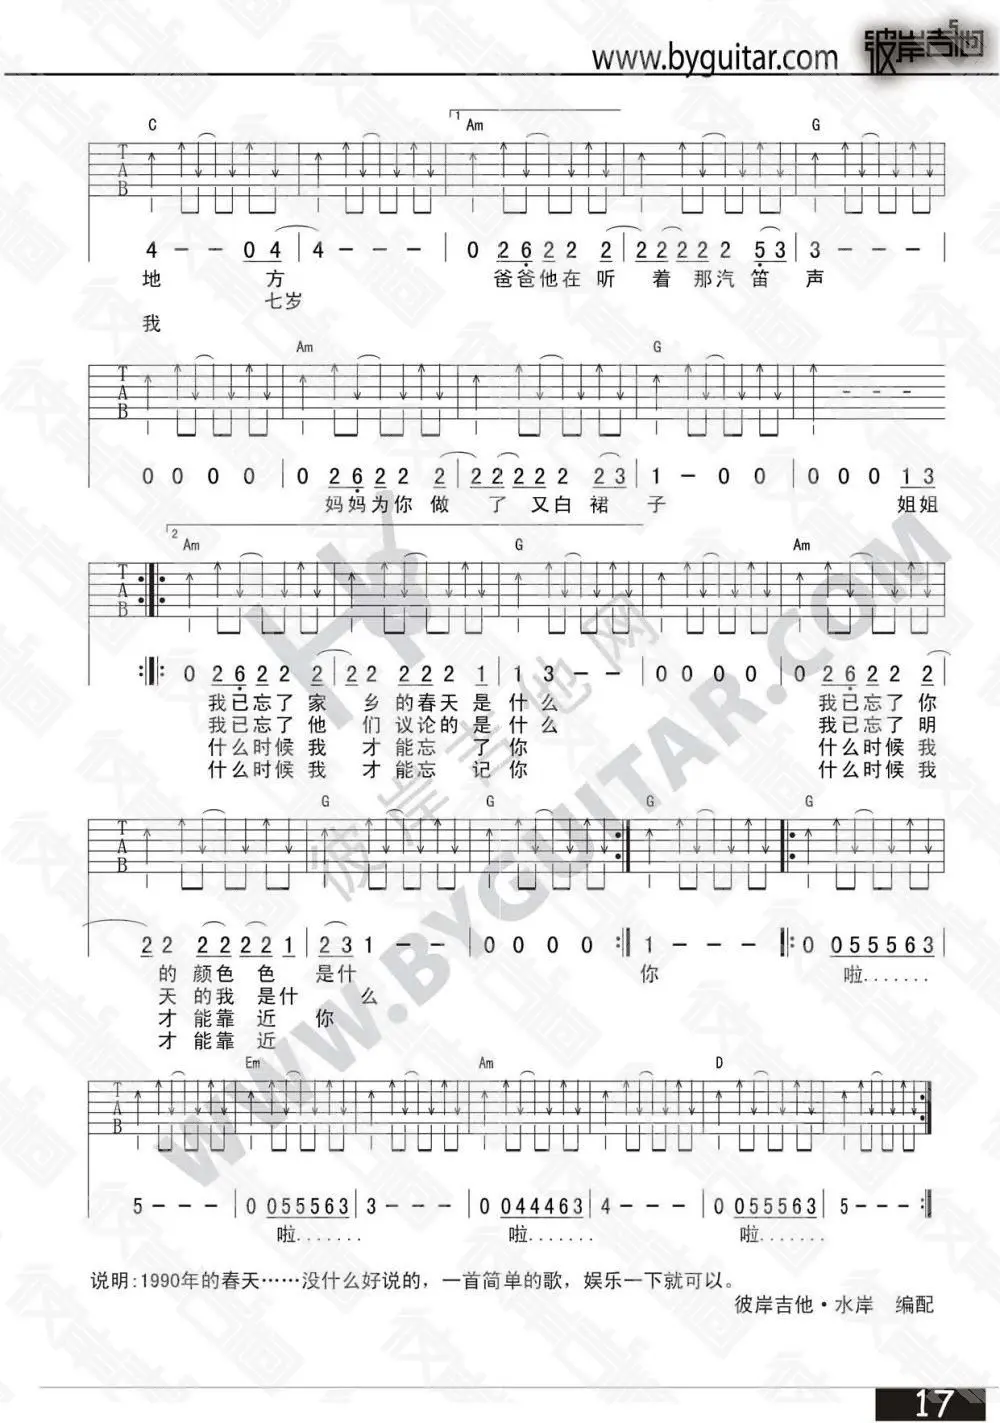 www.byguitar.com 彼岸吉他
C 1 Am G
T
A
B
4 - - 0 4 | 4 - - - | 0 2 6 2 2 2 | 2 2 2 2 2 5 3 | 3 - - -
地 方 爸爸他在 听 着 那汽 笛 声
七岁
我
Am G
T
A
B
0 0 0 0 | 0 2 6 2 2 2 | 2 2 2 2 2 2 3 | 1 - 0 0 | 0 0 0 1 3
妈妈为你 做 了 又白 裙 子 姐姐
2 Am G Am
T
A
B
0 2 6 2 2 2 | 2 2 2 2 2 1 | 1 3 - - | 0 0 0 0 | 0 2 6 2 2 2
我已忘了 家 乡 的春天是 什么 我已忘了 你
我已忘了 他 们 议论的是 什么 我已忘了 明
什么时候 我 才能忘 了 你 什么时候 我
什么时候 我 才能忘 记 你 什么时候 我
G G G G
T
A
B
2 2 2 2 2 2 1 | 2 3 1 - - | 0 0 0 0 :| 1 - - - |: 0 0 5 5 5 5 6 3
的 颜色 色 是什 你 啦.......
天 的我 是什 么
才 能靠 近 你
才 能靠 近
Em Am D
T
A
B
5 - - - | 0 0 5 5 5 6 3 | 3 - - - | 0 0 4 4 4 6 3 | 4 - - - | 0 0 5 5 5 6 3 | 5 - - - :|
啦....... 啦....... 啦.......
说明:1990年的春天……没什么好说的，一首简单的歌，娱乐一下就可以。
彼岸吉他·水岸 编配
17
彼岸吉他网
WWW.BYGUITAR.COM